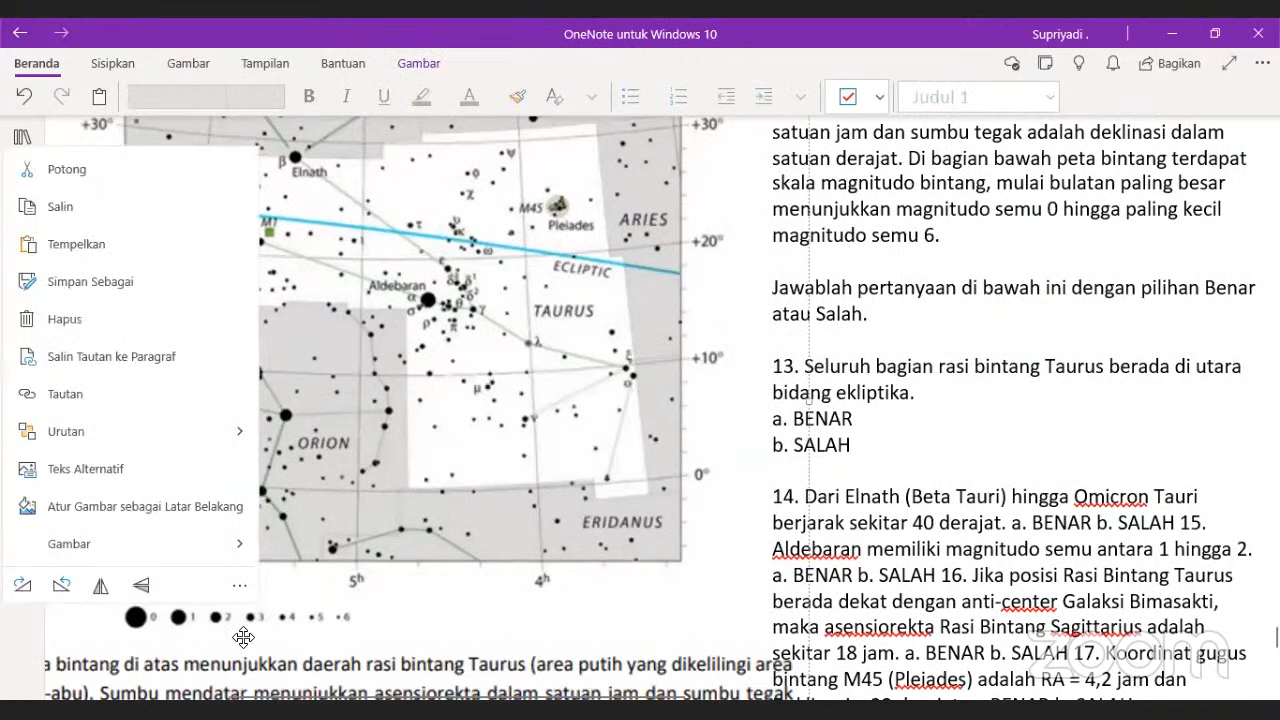 OneNote untuk Windows 10
Supriyadi .
Beranda
Sisipkan
Gambar
Tampilan
Bantuan
Gambar
Bagikan
B
I
U
A
Judul 1
Potong
Salin
Tempelkan
Simpan Sebagai
Hapus
Salin Tautan ke Paragraf
Tautan
Urutan
Teks Alternatif
Atur Gambar sebagai Latar Belakang
Gambar
+30°
+30°
β
Elnath
ψ
φ
χ
M45
Pleiades
ARIES
M1
τ
υ
κ
ω
+20°
ECLIPTIC
ε
δ³
δ¹
δ²
Aldebaran
α
θ
γ
σ
ρ
π
TAURUS
λ
ξ
+10°
ο
μ
ν
ORION
0°
ERIDANUS
5ʰ
4ʰ
0
1
2
3
4
5
6
a bintang di atas menunjukkan daerah rasi bintang Taurus (area putih yang dikelilingi area
-abu). Sumbu mendatar menunjukkan asensiorekta dalam satuan jam dan sumbu tegak
satuan jam dan sumbu tegak adalah deklinasi dalam
satuan derajat. Di bagian bawah peta bintang terdapat
skala magnitudo bintang, mulai bulatan paling besar
menunjukkan magnitudo semu 0 hingga paling kecil
magnitudo semu 6.
Jawablah pertanyaan di bawah ini dengan pilihan Benar
atau Salah.
13. Seluruh bagian rasi bintang Taurus berada di utara
bidang ekliptika.
a. BENAR
b. SALAH
14. Dari Elnath (Beta Tauri) hingga Omicron Tauri
berjarak sekitar 40 derajat. a. BENAR b. SALAH 15.
Aldebaran memiliki magnitudo semu antara 1 hingga 2.
a. BENAR b. SALAH 16. Jika posisi Rasi Bintang Taurus
berada dekat dengan anti-center Galaksi Bimasakti,
maka asensiorekta Rasi Bintang Sagittarius adalah
sekitar 18 jam. a. BENAR b. SALAH 17. Koordinat gugus
bintang M45 (Pleiades) adalah RA = 4,2 jam dan
zoom